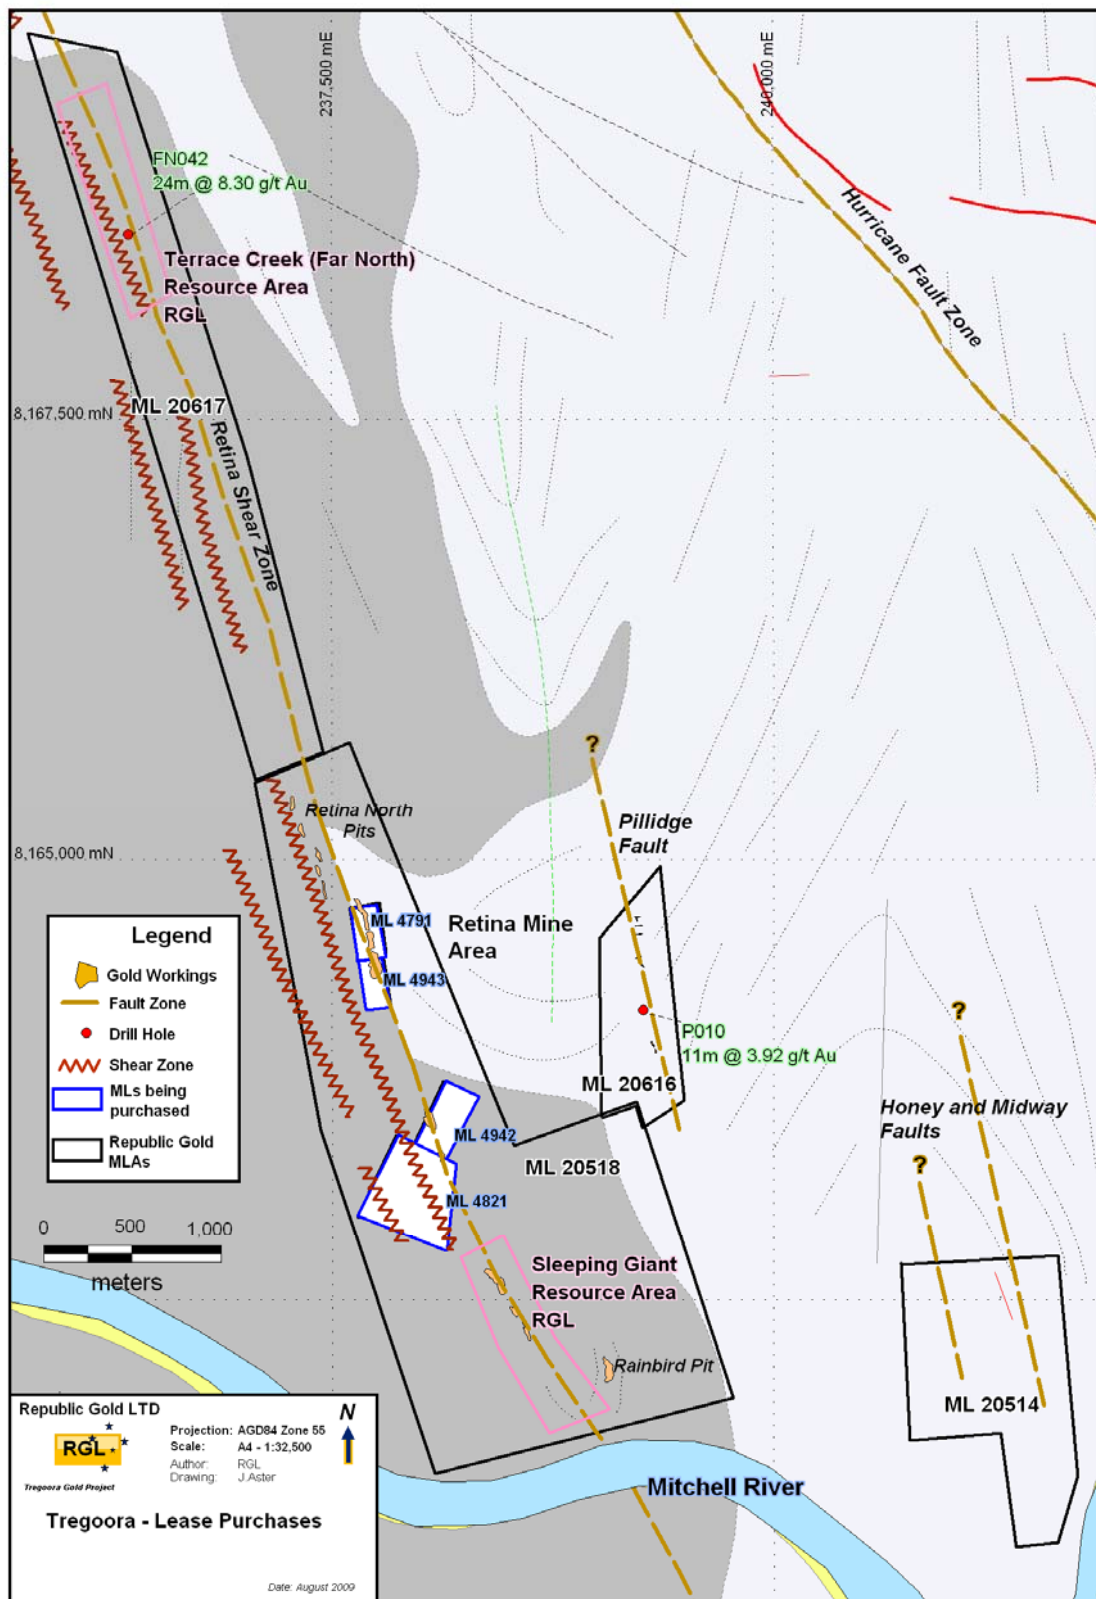 237,500 mE
240,000 mE
FN042
24m @ 8.30 g/t Au
Hurricane Fault Zone
Terrace Creek (Far North)
Resource Area
RGL
8,167,500 mN
ML 20617
Retina Shear Zone
?
Retina North
Pits
Pillidge
Fault
8,165,000 mN
ML 4791
Retina Mine
Area
ML 4943
Legend
Gold Workings
Fault Zone
Drill Hole
Shear Zone
MLs being
purchased
Republic Gold
MLAs
?
P010
11m @ 3.92 g/t Au
ML 20616
Honey and Midway
Faults
?
ML 4942
ML 20518
ML 4821
0 500 1,000
meters
Sleeping Giant
Resource Area
RGL
Rainbird Pit
ML 20514
Republic Gold LTD
RGL
Tregoora Gold Project
Projection: AGD84 Zone 55
Scale: A4 - 1:32,500
Author: RGL
Drawing: J.Aster
N
Tregoora - Lease Purchases
Date: August 2009
Mitchell River